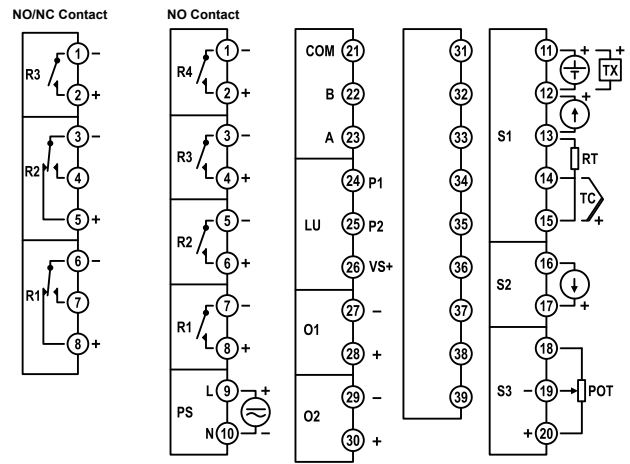 NO/NC Contact
R3
1 −
2 +
R2
3 −
4
5 +
R1
6 −
7
8 +
NO Contact
R4
1 −
2 +
R3
3 −
4 +
R2
5 −
6 +
R1
7 −
8 +
PS
L 9 +
N 10 −
COM 21
B 22
A 23
LU
24 P1
25 P2
26 VS+
O1
27 −
28 +
O2
29 −
30 +
31
32
33
34
35
36
37
38
39
S1
11 + +
TX
12 − − +
13 −
RT
14
TC
15 +
S2
16 −
17 +
S3
18
− 19 POT
+ 20